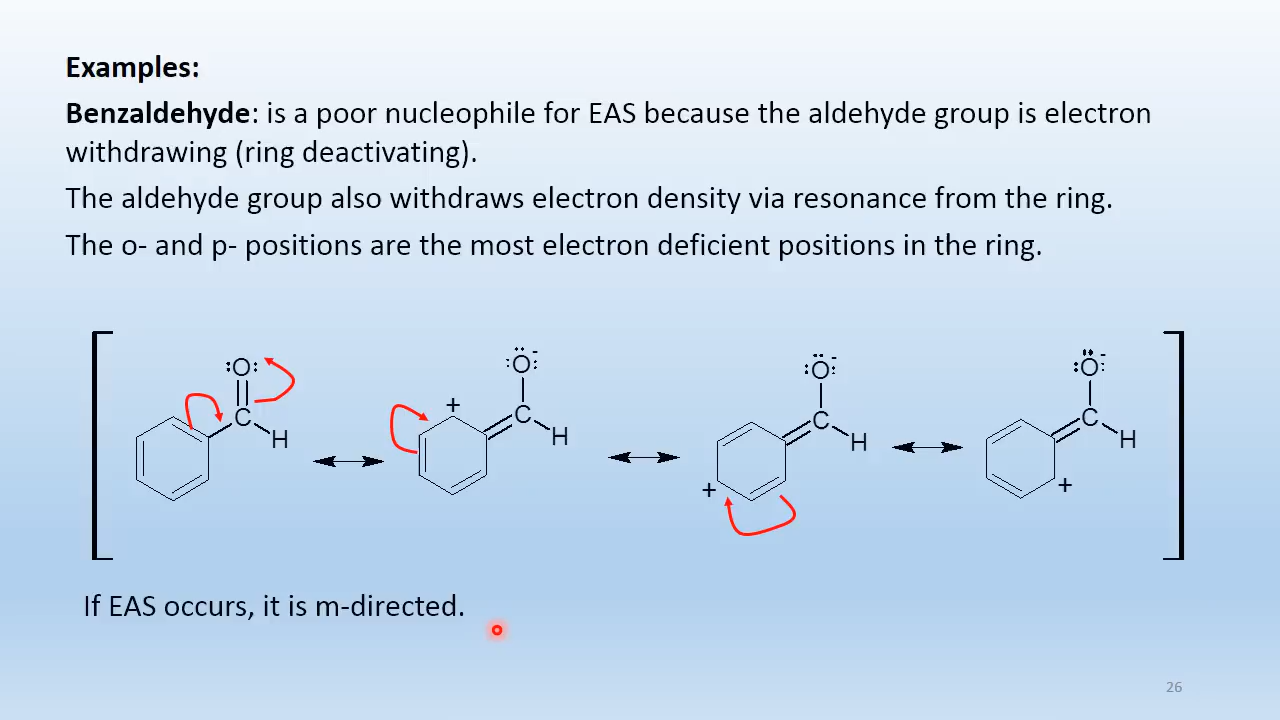 Examples:
Benzaldehyde: is a poor nucleophile for EAS because the aldehyde group is electron
withdrawing (ring deactivating).
The aldehyde group also withdraws electron density via resonance from the ring.
The o- and p- positions are the most electron deficient positions in the ring.
:O: :O: - :O: - :O: -
C H + C H + C H C H +
If EAS occurs, it is m-directed.
26